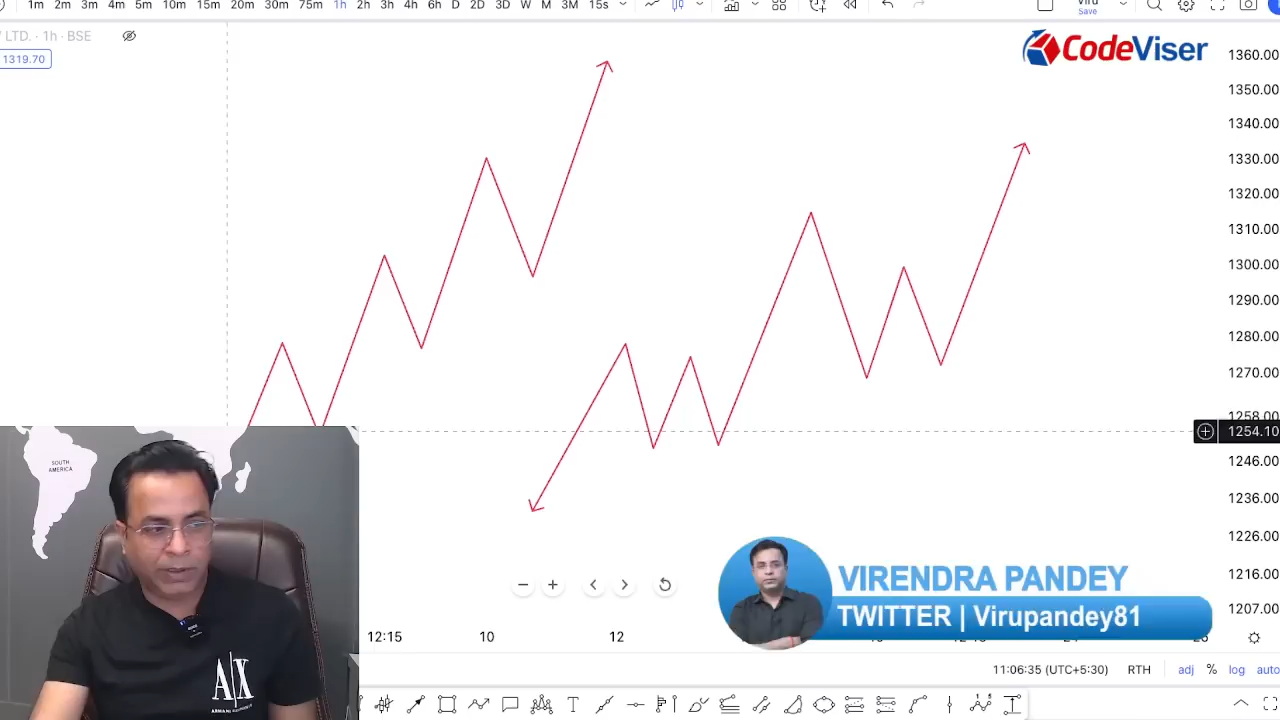 1m 2m 3m 4m 5m 10m 15m 20m 30m 75m 1h 2h 3h 4h 6h D 2D 3D W M 3M 15s
Viru
Save
LTD. · 1h · BSE
1319.70
CodeViser
1360.00
1350.00
1340.00
1330.00
1320.00
1310.00
1300.00
1290.00
1280.00
1270.00
1258.00
1254.10
1246.00
1236.00
1226.00
1216.00
1207.00
SOUTH
AMERICA
VIRENDRA PANDEY
TWITTER | Virupandey81
12:15 10 12
11:06:35 (UTC+5:30) RTH adj % log auto
A|X